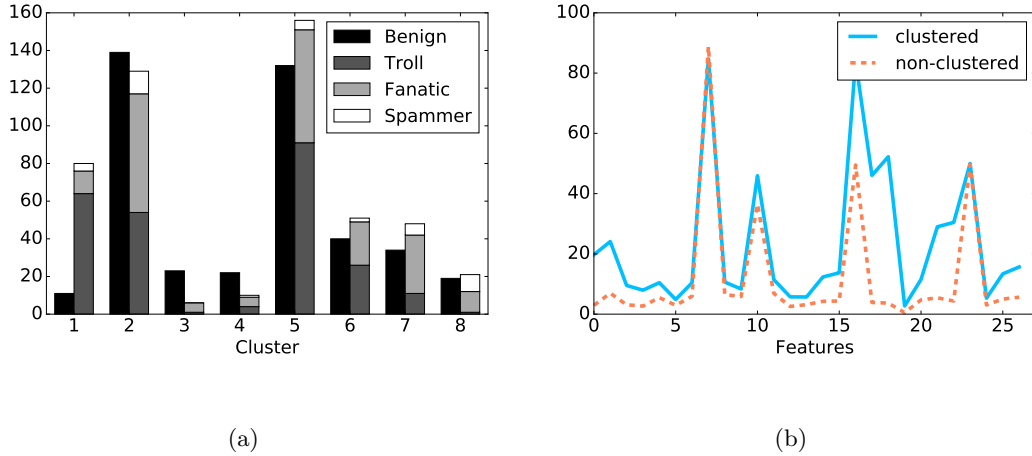 160
140
120
100
80
60
40
20
0
1 2 3 4 5 6 7 8
Cluster
Benign
Troll
Fanatic
Spammer
(a)
100
80
60
40
20
0
0 5 10 15 20 25
Features
clustered
non-clustered
(b)